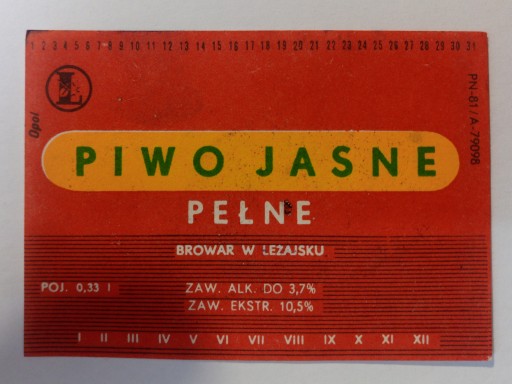 1 2 3 4 5 6 7 8 9 10 11 12 13 14 15 16 17 18 19 20 21 22 23 24 25 26 27 28 29 30 31
L
Opol
PN-81/A-79098
PIWO JASNE
PEŁNE
BROWAR W LEŻAJSKU
POJ. 0,33 l
ZAW. ALK. DO 3,7%
ZAW. EKSTR. 10,5%
I II III IV V VI VII VIII IX X XI XII